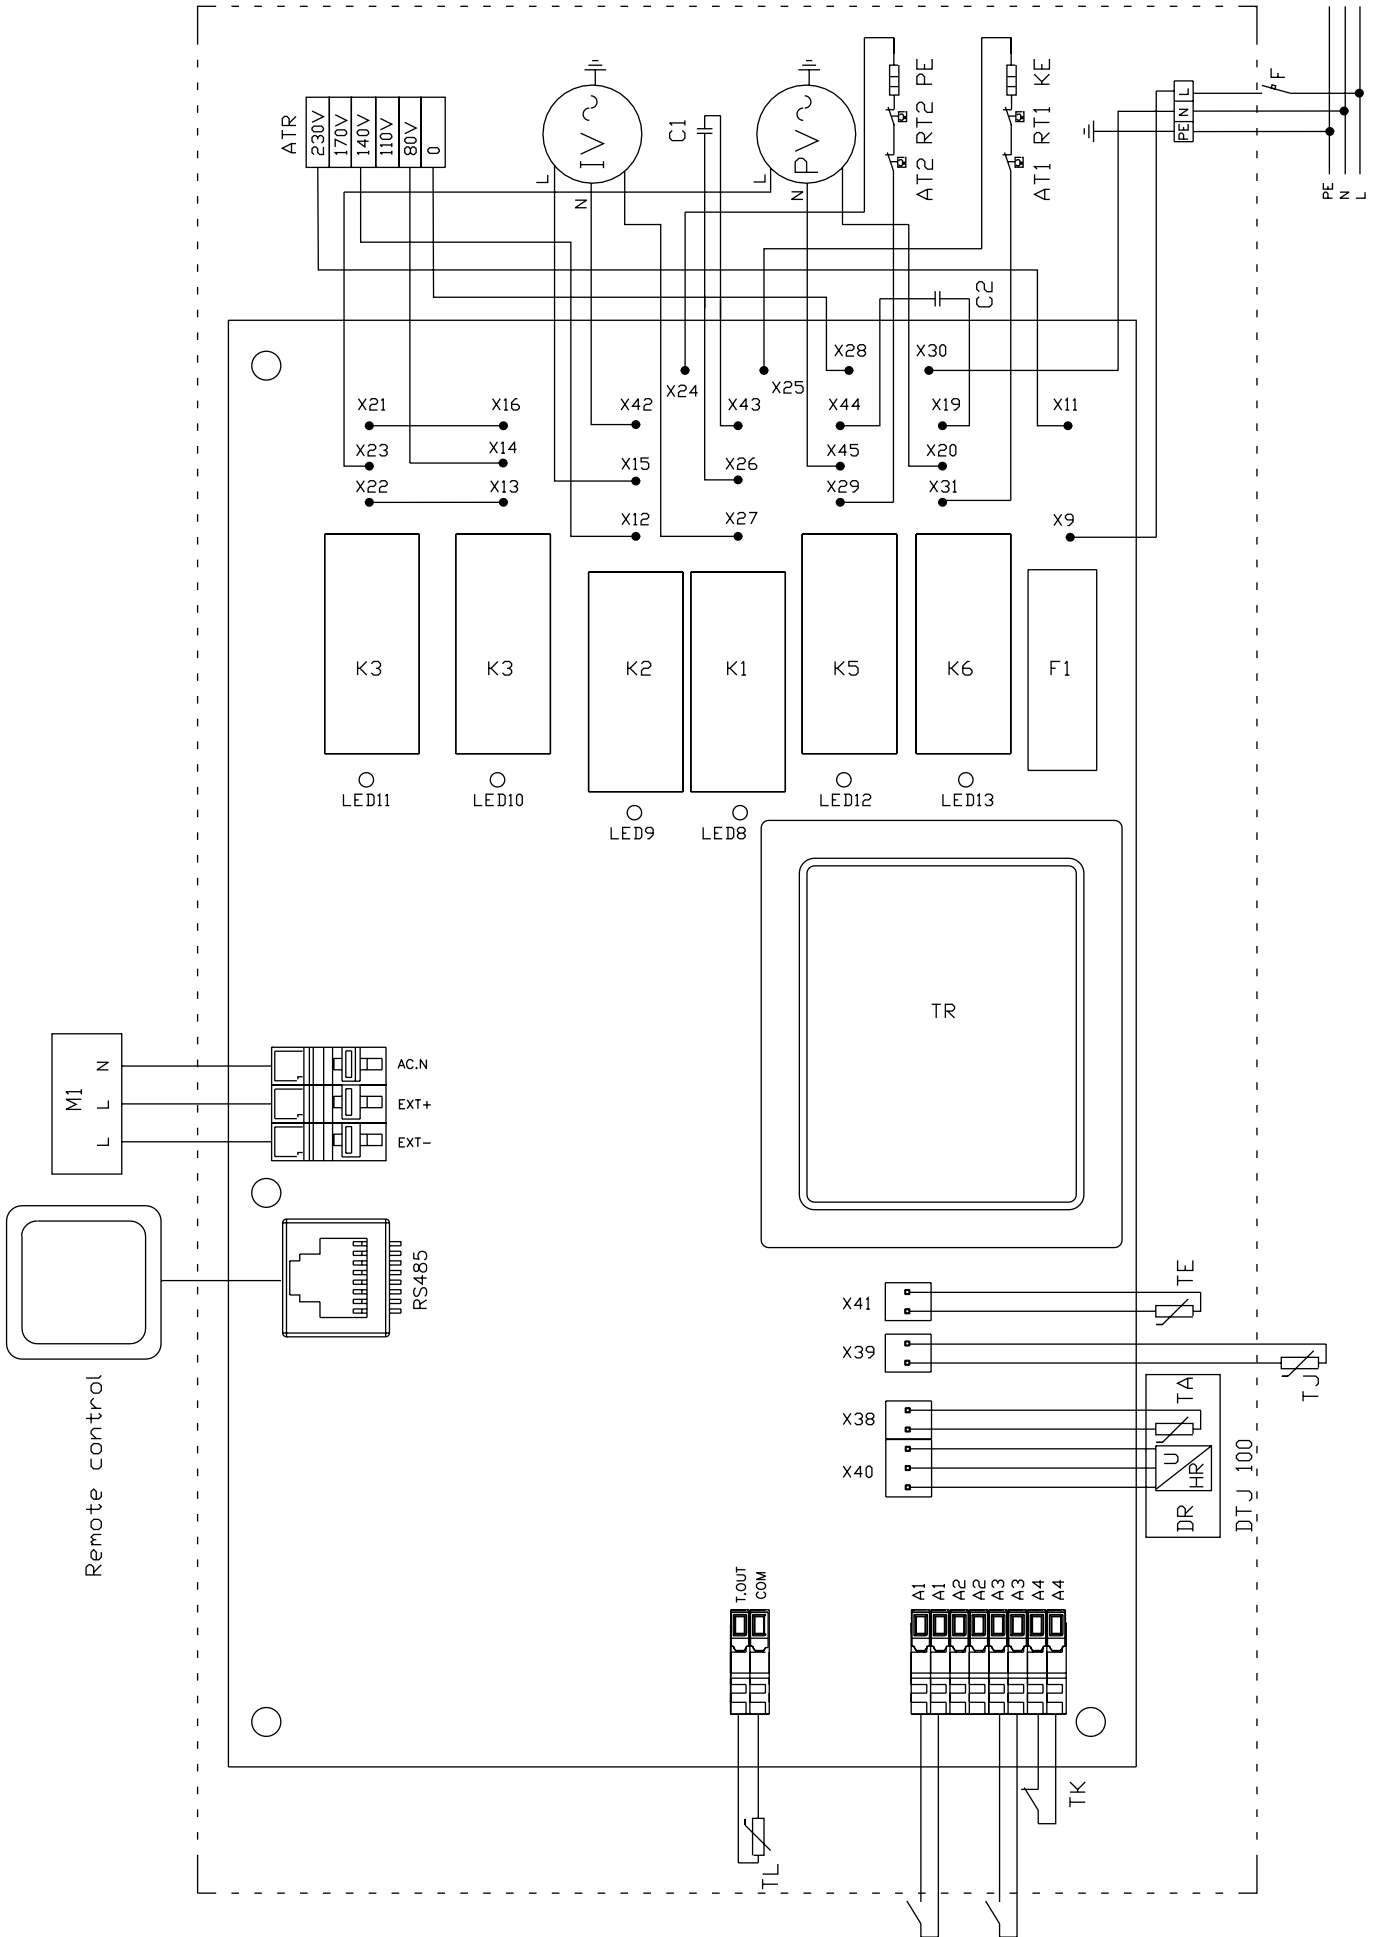 ATR
230V
170V
140V
110V
80V
0
IV
L
N
C1
PV
L
N
AT2 RT2 PE
AT1 RT1 KE
C2
L
N
PE
F
PE
N
L
X28
X30
X24
X25
X21
X16
X42
X43
X44
X19
X11
X23
X14
X15
X26
X45
X20
X22
X13
X12
X27
X29
X31
X9
K3
K3
K2
K1
K5
K6
F1
LED11
LED10
LED9
LED8
LED12
LED13
TR
M1
N
L
L
AC.N
EXT+
EXT-
RS485
Remote control
X41
X39
X38
X40
TE
TJ
TA
U
HR
DR
DTJ 100
T.OUT
COM
A1
A1
A2
A2
A3
A3
A4
A4
TL
TK